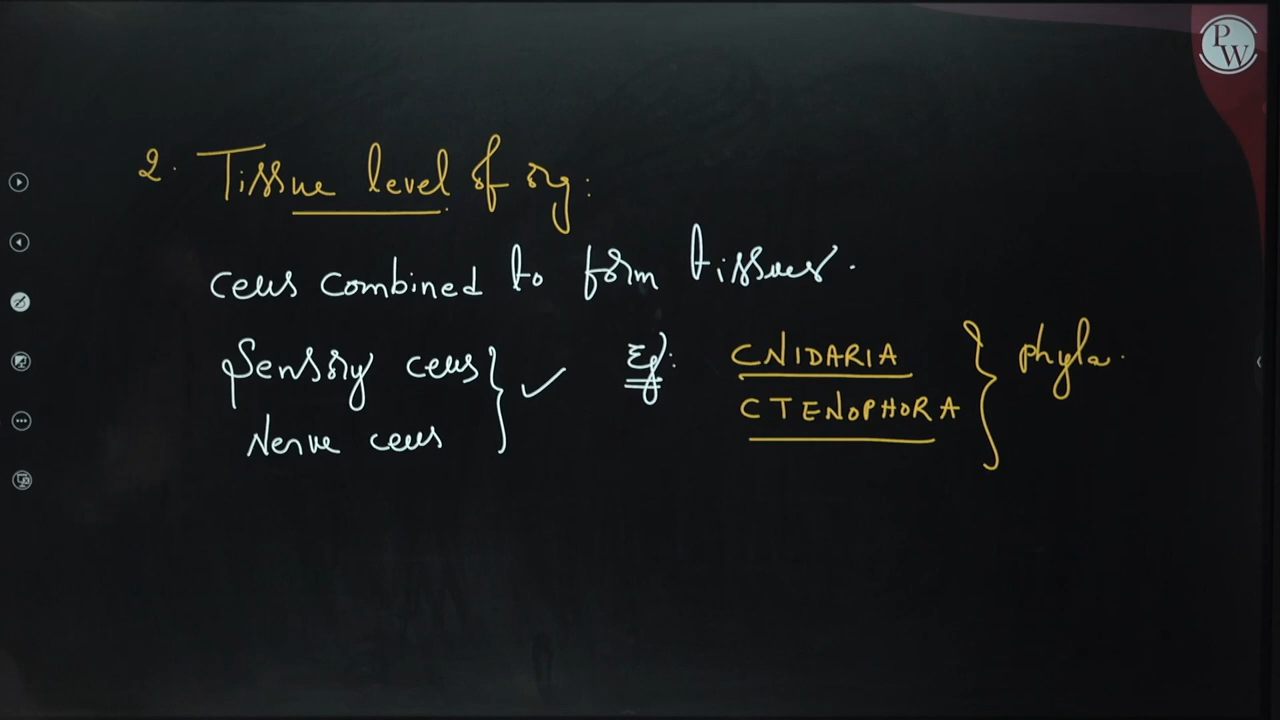 PW
2. Tissue level of org:
cells combined to form tissues.
Sensory cells } ✓ Eg: CNIDARIA } phyla.
Nerve cells CTENOPHORA